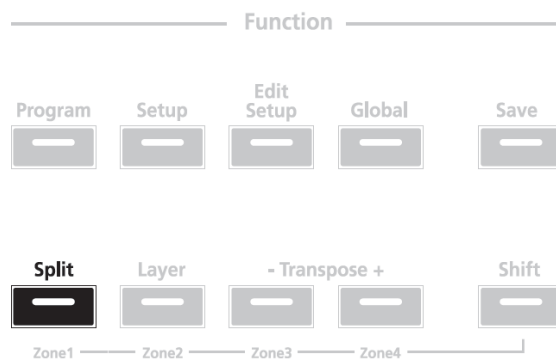 Function
Program Setup Edit Setup Global Save
Split Layer - Transpose + Shift
Zone1 Zone2 Zone3 Zone4